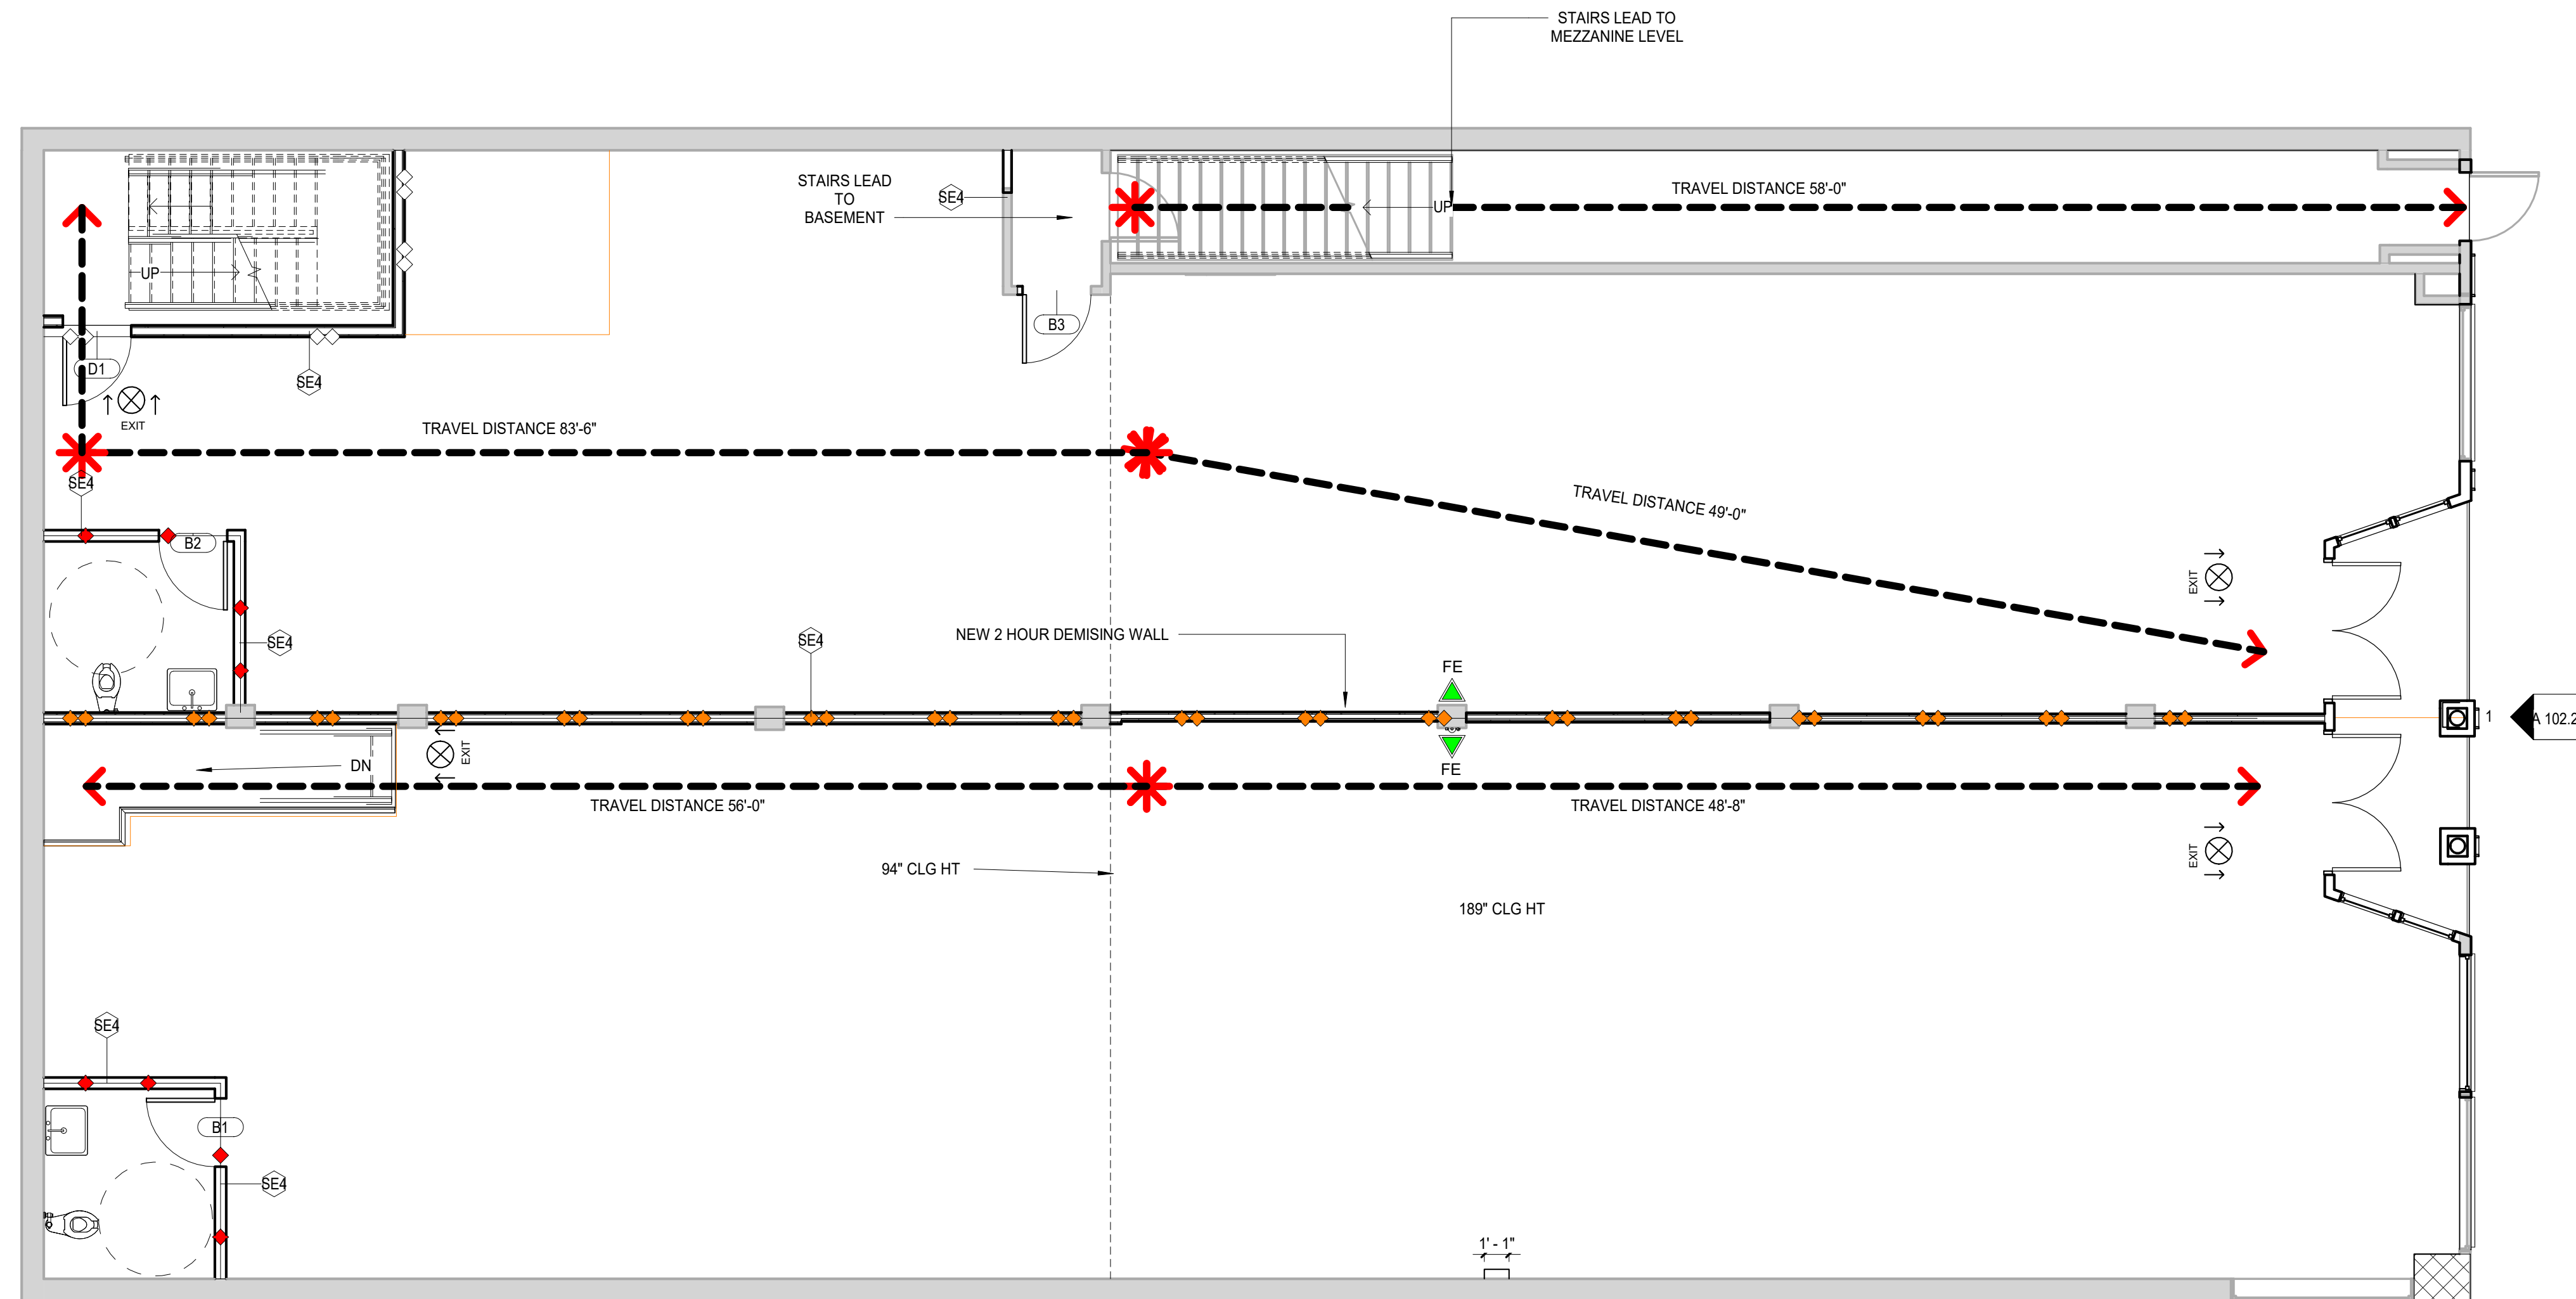 STAIRS LEAD TO
MEZZANINE LEVEL
STAIRS LEAD
TO
BASEMENT
SE4
TRAVEL DISTANCE 58'-0"
UP
UP
B3
D1
SE4
EXIT
TRAVEL DISTANCE 83'-6"
SE4
TRAVEL DISTANCE 49'-0"
B2
EXIT
SE4
SE4
NEW 2 HOUR DEMISING WALL
FE
1
A 102.2
EXIT
DN
FE
TRAVEL DISTANCE 56'-0"
TRAVEL DISTANCE 48'-8"
EXIT
94" CLG HT
189" CLG HT
SE4
B1
SE4
1' - 1"